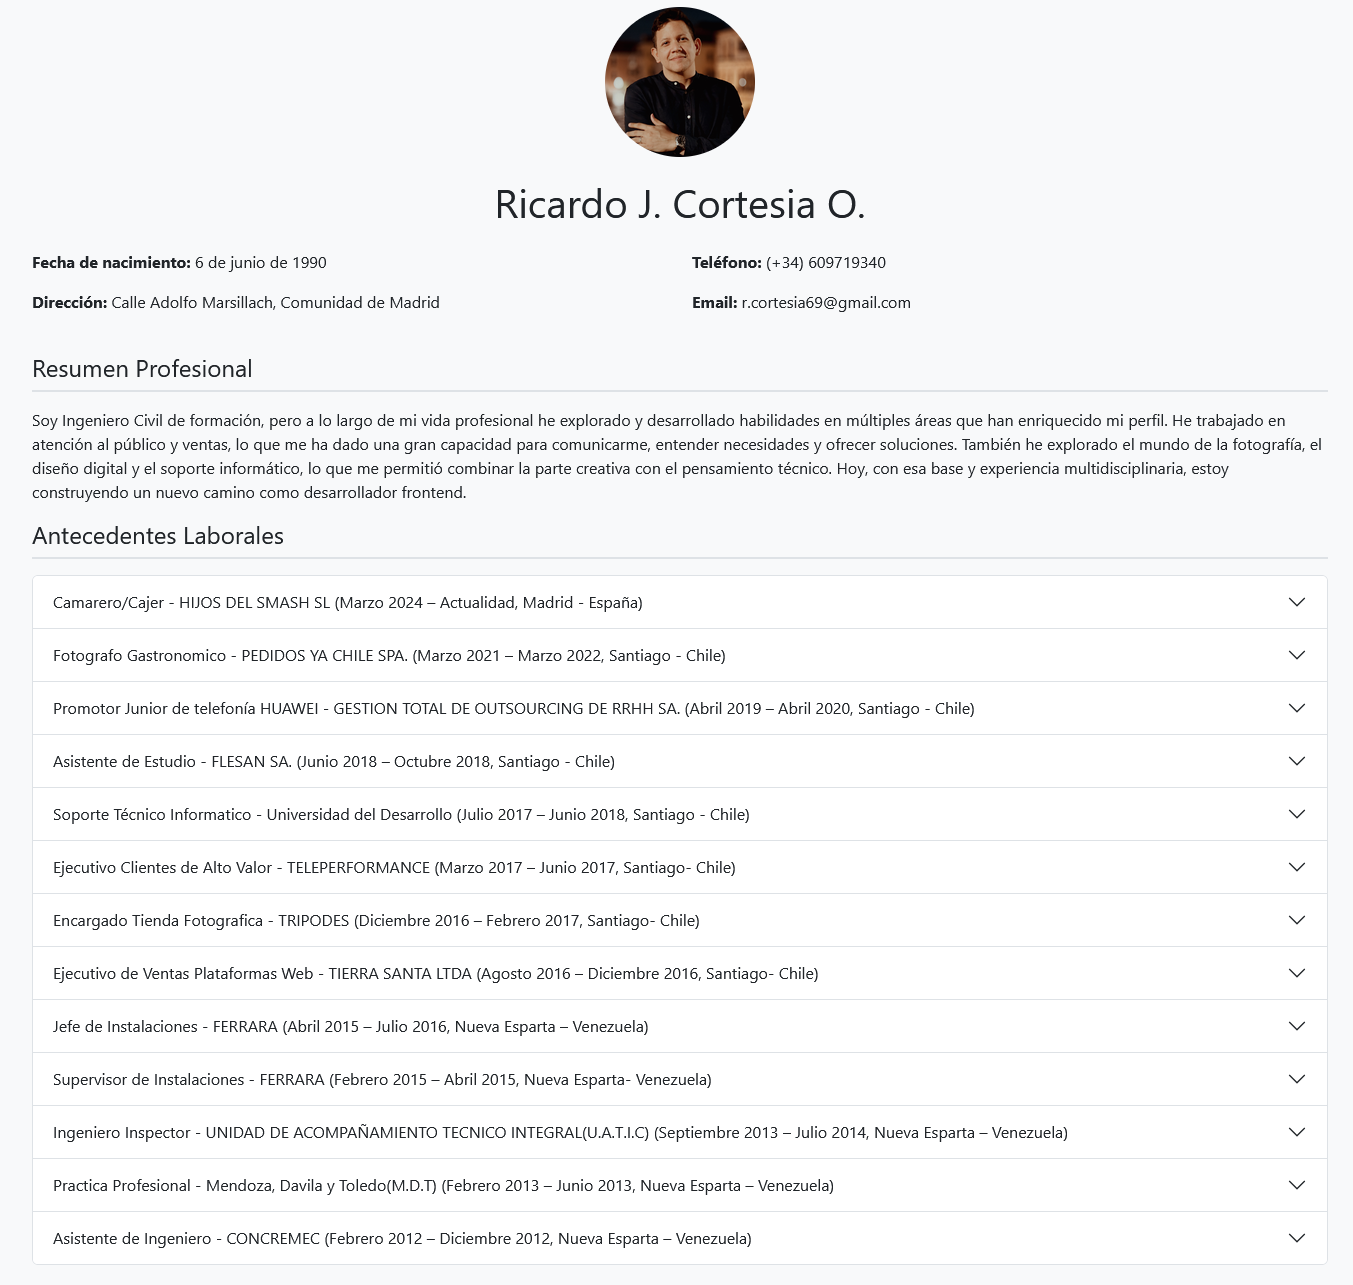 Ricardo J. Cortesia O.
Fecha de nacimiento: 6 de junio de 1990
Teléfono: (+34) 609719340
Dirección: Calle Adolfo Marsillach, Comunidad de Madrid
Email: r.cortesia69@gmail.com
Resumen Profesional
Soy Ingeniero Civil de formación, pero a lo largo de mi vida profesional he explorado y desarrollado habilidades en múltiples áreas que han enriquecido mi perfil. He trabajado en
atención al público y ventas, lo que me ha dado una gran capacidad para comunicarme, entender necesidades y ofrecer soluciones. También he explorado el mundo de la fotografía, el
diseño digital y el soporte informático, lo que me permitió combinar la parte creativa con el pensamiento técnico. Hoy, con esa base y experiencia multidisciplinaria, estoy
construyendo un nuevo camino como desarrollador frontend.
Antecedentes Laborales
Camarero/Cajer - HIJOS DEL SMASH SL (Marzo 2024 – Actualidad, Madrid - España)
Fotografo Gastronomico - PEDIDOS YA CHILE SPA. (Marzo 2021 – Marzo 2022, Santiago - Chile)
Promotor Junior de telefonía HUAWEI - GESTION TOTAL DE OUTSOURCING DE RRHH SA. (Abril 2019 – Abril 2020, Santiago - Chile)
Asistente de Estudio - FLESAN SA. (Junio 2018 – Octubre 2018, Santiago - Chile)
Soporte Técnico Informatico - Universidad del Desarrollo (Julio 2017 – Junio 2018, Santiago - Chile)
Ejecutivo Clientes de Alto Valor - TELEPERFORMANCE (Marzo 2017 – Junio 2017, Santiago- Chile)
Encargado Tienda Fotografica - TRIPODES (Diciembre 2016 – Febrero 2017, Santiago- Chile)
Ejecutivo de Ventas Plataformas Web - TIERRA SANTA LTDA (Agosto 2016 – Diciembre 2016, Santiago- Chile)
Jefe de Instalaciones - FERRARA (Abril 2015 – Julio 2016, Nueva Esparta – Venezuela)
Supervisor de Instalaciones - FERRARA (Febrero 2015 – Abril 2015, Nueva Esparta- Venezuela)
Ingeniero Inspector - UNIDAD DE ACOMPAÑAMIENTO TECNICO INTEGRAL(U.A.T.I.C) (Septiembre 2013 – Julio 2014, Nueva Esparta – Venezuela)
Practica Profesional - Mendoza, Davila y Toledo(M.D.T) (Febrero 2013 – Junio 2013, Nueva Esparta – Venezuela)
Asistente de Ingeniero - CONCREMEC (Febrero 2012 – Diciembre 2012, Nueva Esparta – Venezuela)